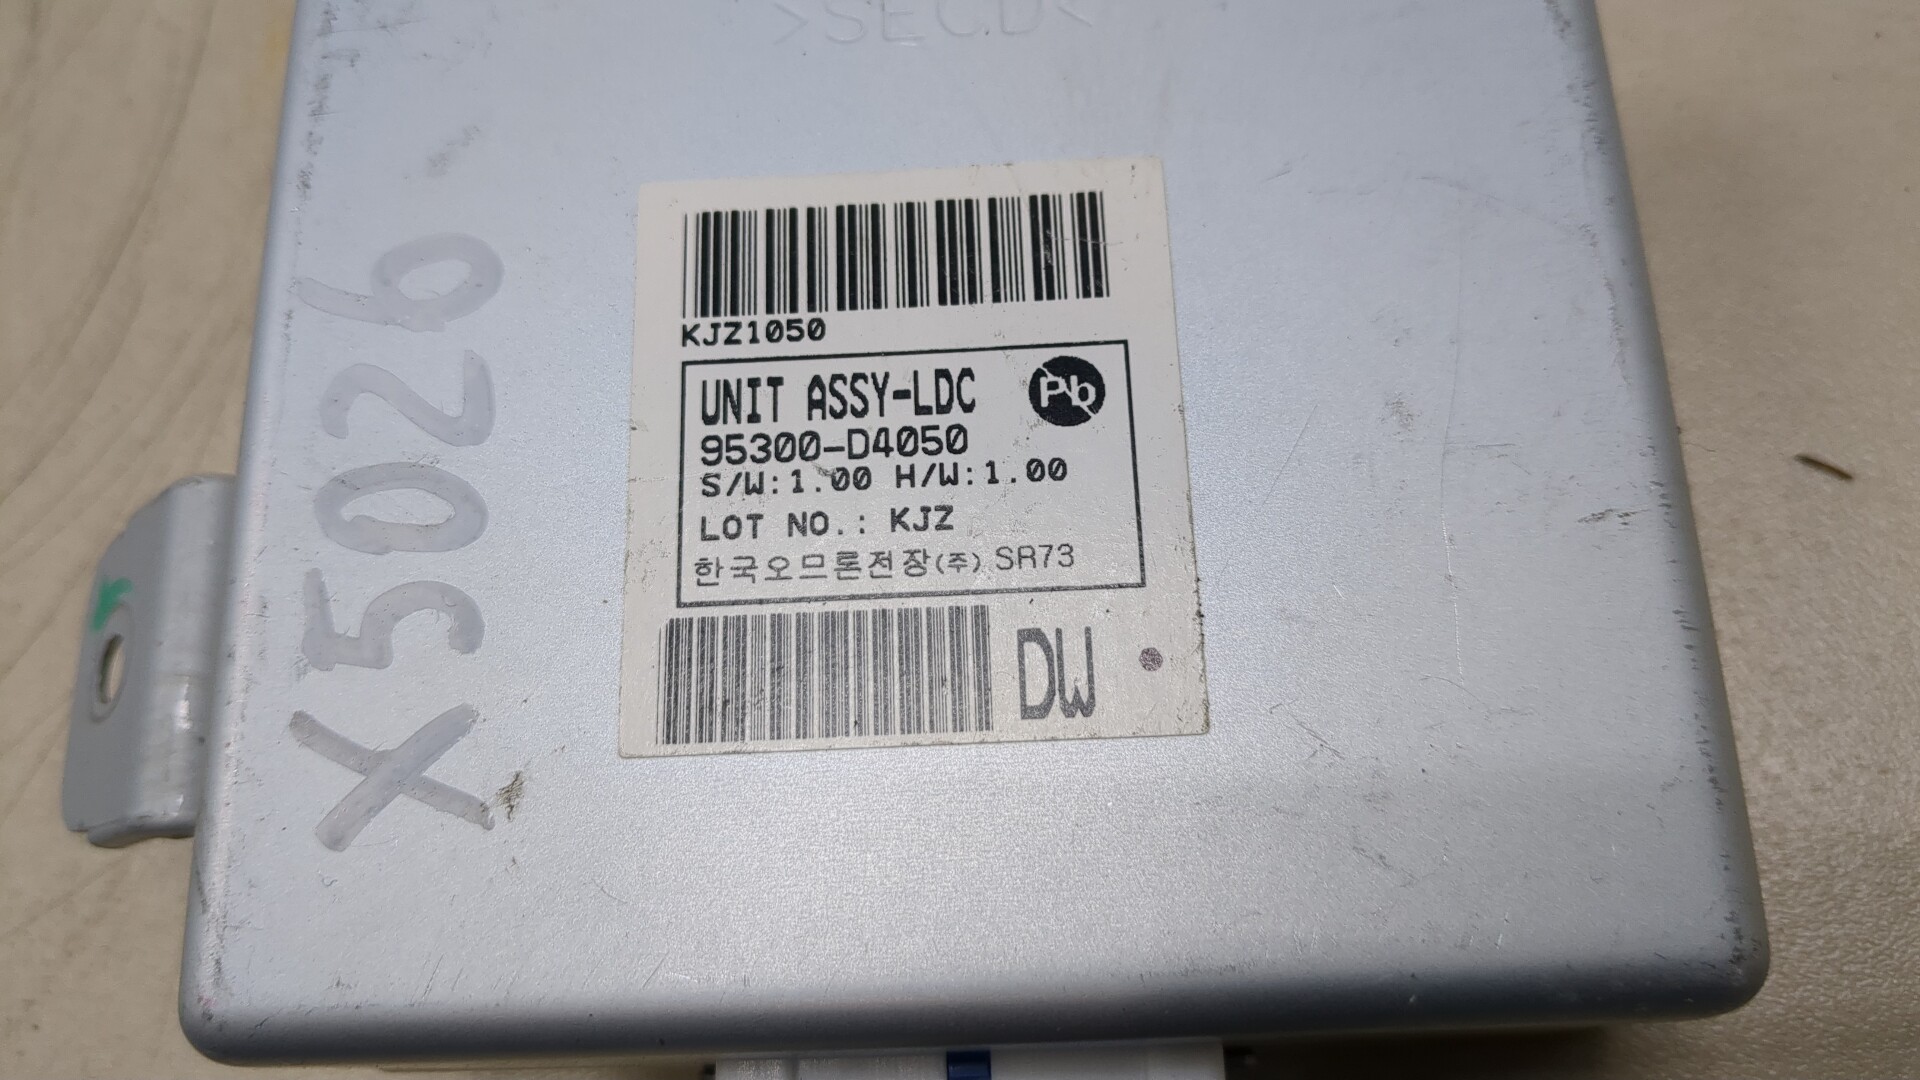 >SECD<
KJZ1050
UNIT ASSY-LDC
Pb
95300-D4050
S/W:1.00 H/W:1.00
LOT NO.: KJZ
한국오므론전장(주) SR73
DW
X5026